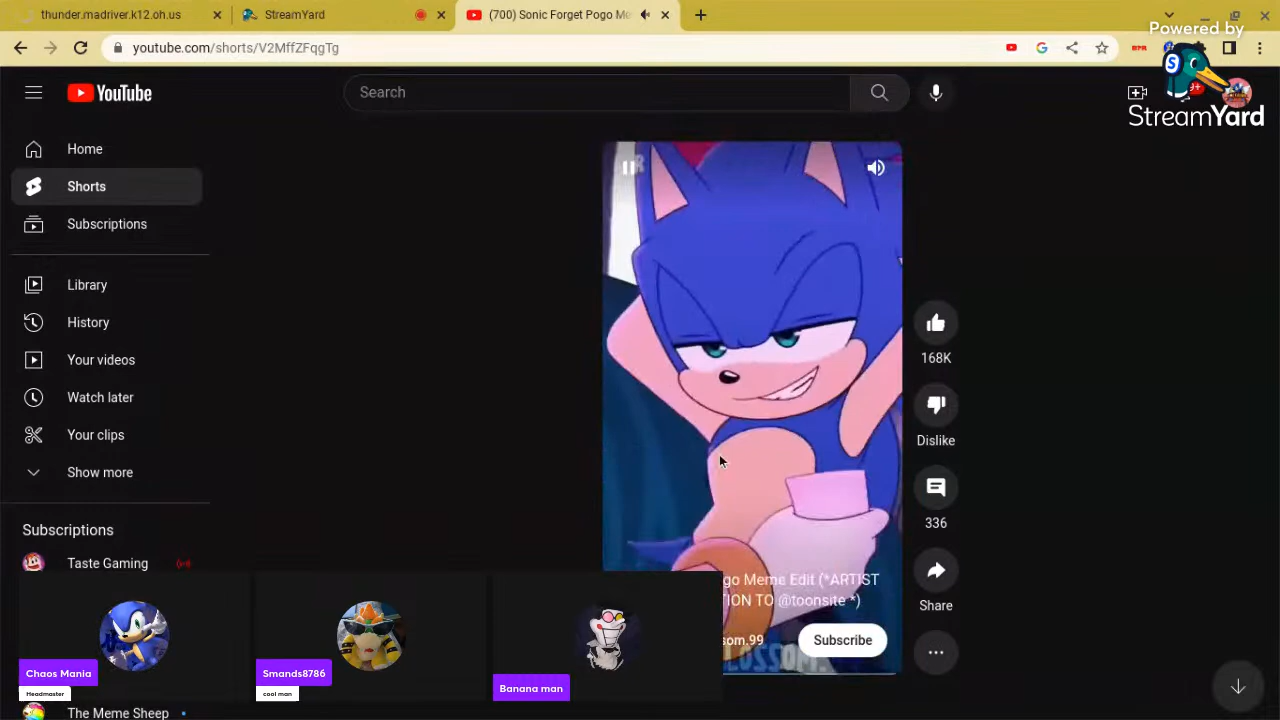 thunder.madriver.k12.oh.us
StreamYard
(700) Sonic Forget Pogo Me
Powered by
youtube.com/shorts/V2MffZFqgTg
YouTube
Search
9+
StreamYard
Home
Shorts
Subscriptions
Library
History
168K
Your videos
Watch later
Your clips
Dislike
Show more
336
Subscriptions
Taste Gaming
go Meme Edit (*ARTIST
TION TO @toonsite *)
Share
som.99
Subscribe
LOSSOM.
Chaos Mania
Headmaster
Smands8786
cool man
Banana man
The Meme Sheep